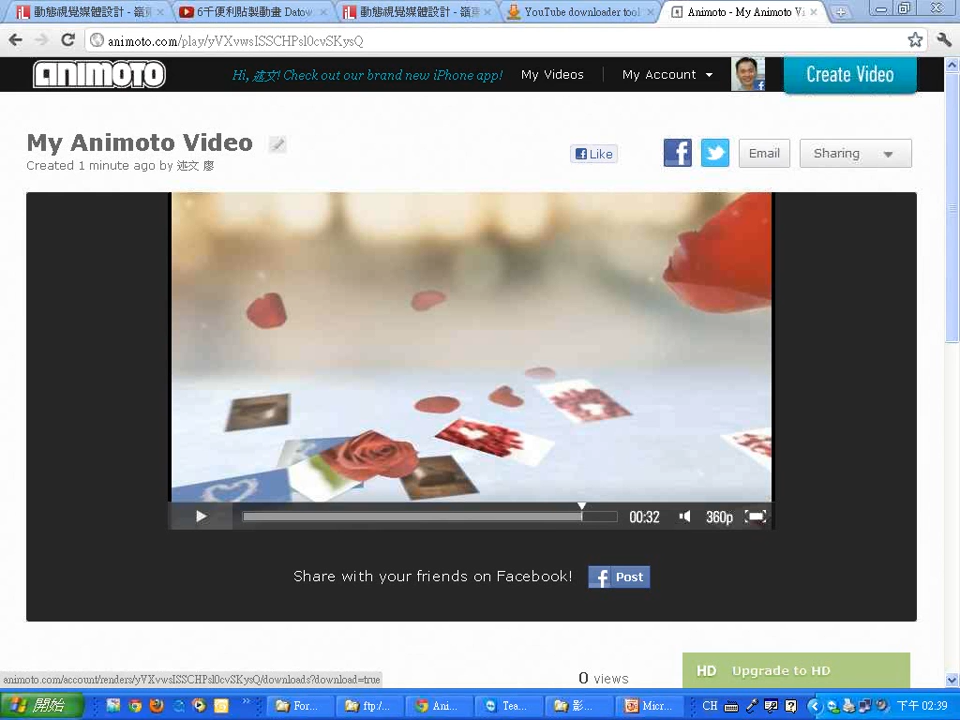 動態視覺媒體設計 - 嶺
6千便利貼製動畫 Datow
動態視覺媒體設計 - 嶺
YouTube downloader tool
Animoto - My Animoto Vi
animoto.com/play/yVXvwsISSCHPsl0cvSKysQ
ANIMOTO
Hi, 述文! Check out our brand new iPhone app!
My Videos
My Account
Create Video
My Animoto Video
Created 1 minute ago by 述文 廖
Like
Email
Sharing
00:32
360p
Share with your friends on Facebook!
Post
0 views
HD Upgrade to HD
animoto.com/account/renders/yVXvwsISSCHPsl0cvSKysQ/downloads?download=true
開始
For...
ftp:/...
Ani...
Tea...
影...
Micr...
CH
下午 02:39